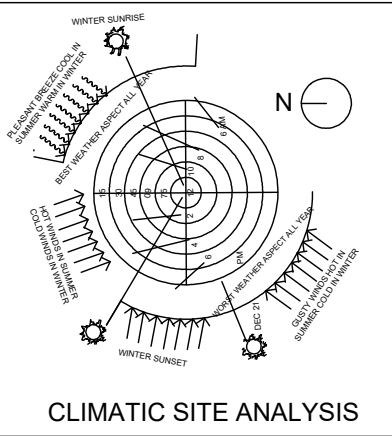 WINTER SUNRISE
PLEASANT BREEZE COOL IN
SUMMER WARM IN WINTER
BEST WEATHER ASPECT ALL YEAR
N
6 AM
8
10
15
30
45
60
75
12
2
4
6
PM
HOT WINDS IN SUMMER
COLD WINDS IN WINTER
WORST WEATHER ASPECT ALL YEAR
GUSTY WINDS HOT IN
SUMMER COLD IN WINTER
DEC 21
WINTER SUNSET
CLIMATIC SITE ANALYSIS